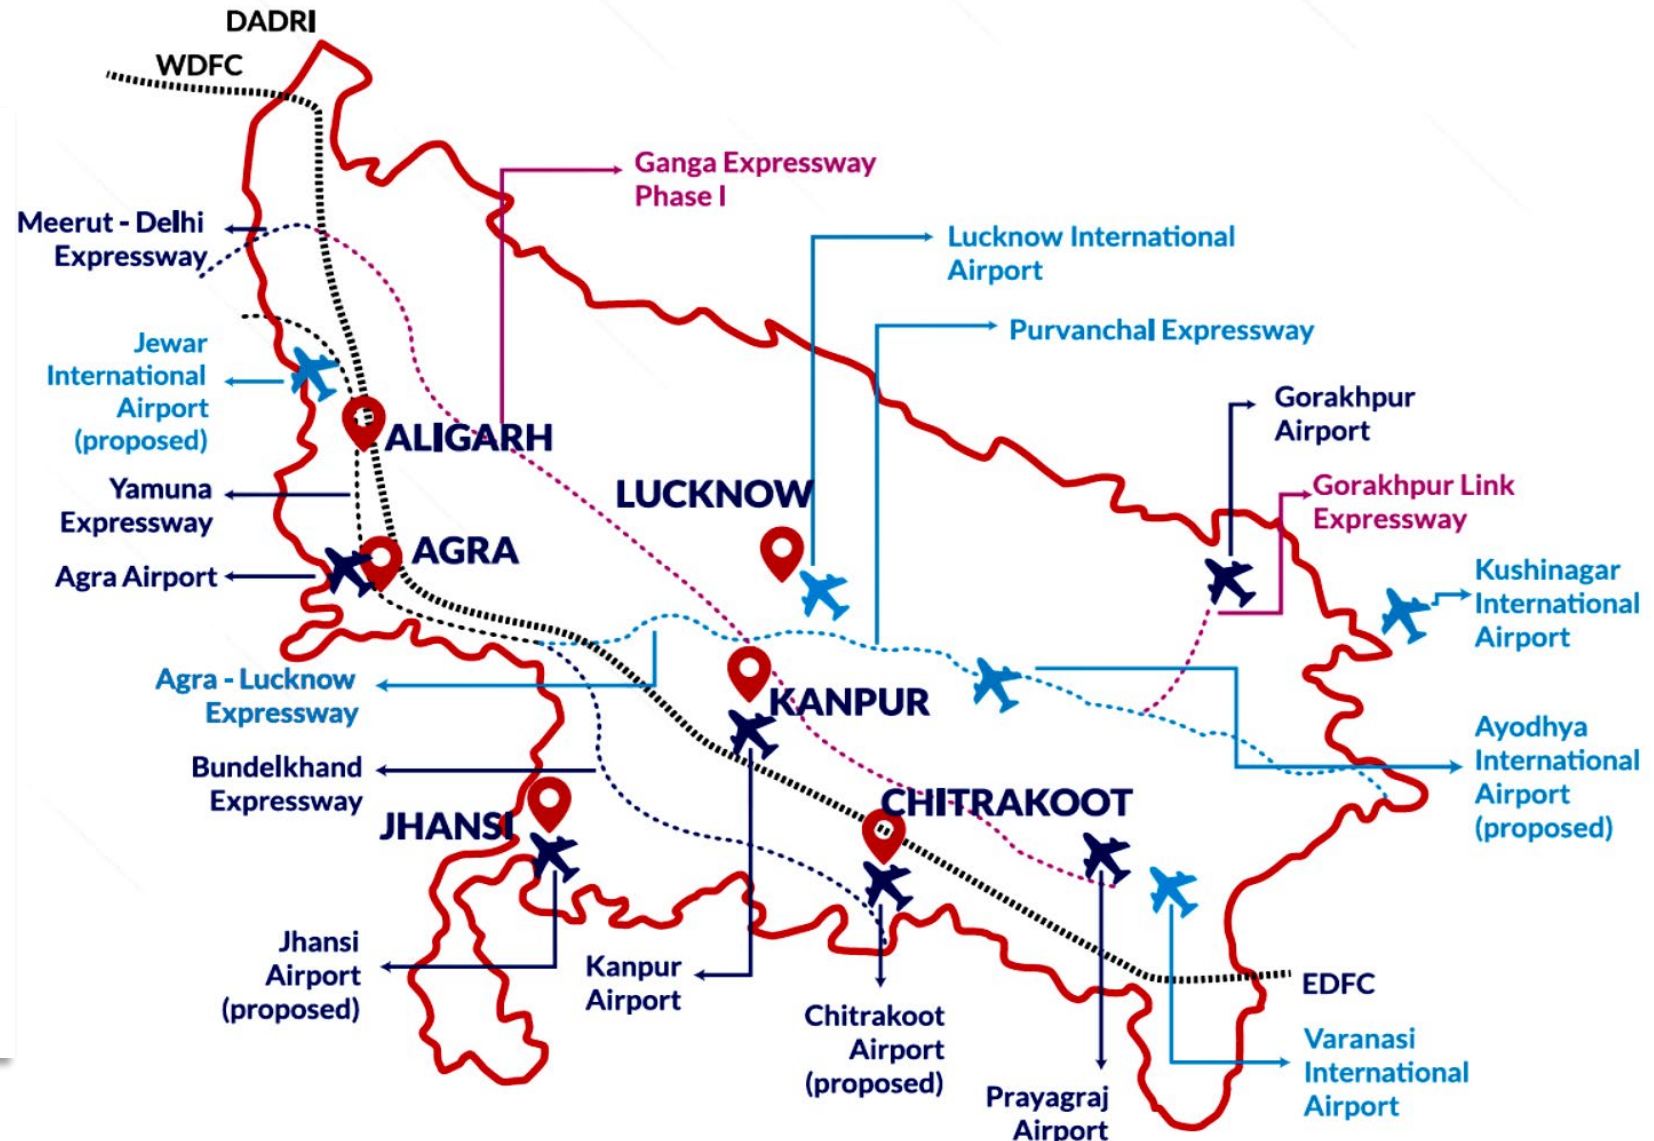 DADRI
WDFC
Ganga Expressway
Phase I
Meerut - Delhi
Expressway
Lucknow International
Airport
Purvanchal Expressway
Jewar
International
Airport
(proposed)
Gorakhpur
Airport
ALIGARH
LUCKNOW
Yamuna
Expressway
Gorakhpur Link
Expressway
AGRA
Agra Airport
Kushinagar
International
Airport
Agra - Lucknow
Expressway
KANPUR
Ayodhya
International
Airport
(proposed)
Bundelkhand
Expressway
CHITRAKOOT
JHANSI
Jhansi
Airport
(proposed)
Kanpur
Airport
EDFC
Chitrakoot
Airport
(proposed)
Varanasi
International
Airport
Prayagraj
Airport